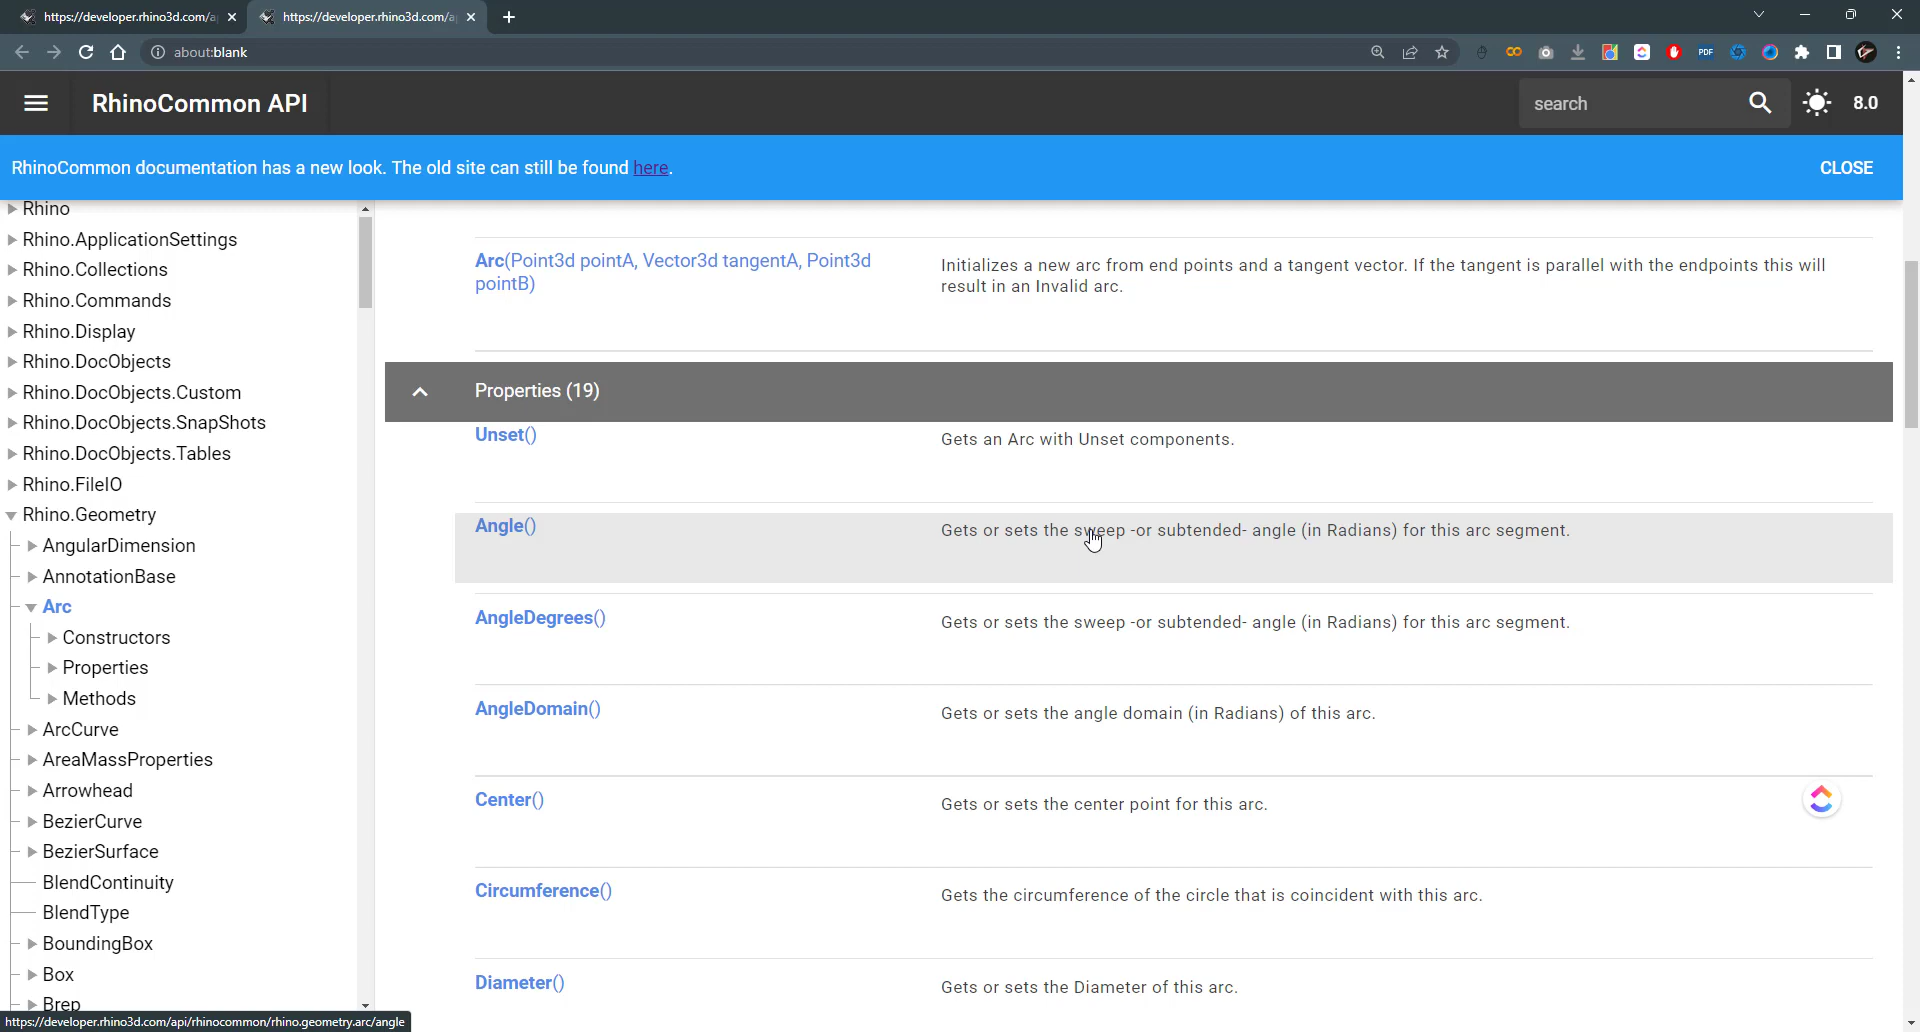 https://developer.rhino3d.com/a
https://developer.rhino3d.com/a
about:blank
PDF
RhinoCommon API
search
8.0
RhinoCommon documentation has a new look. The old site can still be found here.
CLOSE
Rhino
Rhino.ApplicationSettings
Rhino.Collections
Rhino.Commands
Rhino.Display
Rhino.DocObjects
Rhino.DocObjects.Custom
Rhino.DocObjects.SnapShots
Rhino.DocObjects.Tables
Rhino.FileIO
Rhino.Geometry
AngularDimension
AnnotationBase
Arc
Constructors
Properties
Methods
ArcCurve
AreaMassProperties
Arrowhead
BezierCurve
BezierSurface
BlendContinuity
BlendType
BoundingBox
Box
Brep
Arc(Point3d pointA, Vector3d tangentA, Point3d
pointB)
Initializes a new arc from end points and a tangent vector. If the tangent is parallel with the endpoints this will
result in an Invalid arc.
Properties (19)
Unset()
Gets an Arc with Unset components.
Angle()
Gets or sets the sweep -or subtended- angle (in Radians) for this arc segment.
AngleDegrees()
Gets or sets the sweep -or subtended- angle (in Radians) for this arc segment.
AngleDomain()
Gets or sets the angle domain (in Radians) of this arc.
Center()
Gets or sets the center point for this arc.
Circumference()
Gets the circumference of the circle that is coincident with this arc.
Diameter()
Gets or sets the Diameter of this arc.
https://developer.rhino3d.com/api/rhinocommon/rhino.geometry.arc/angle